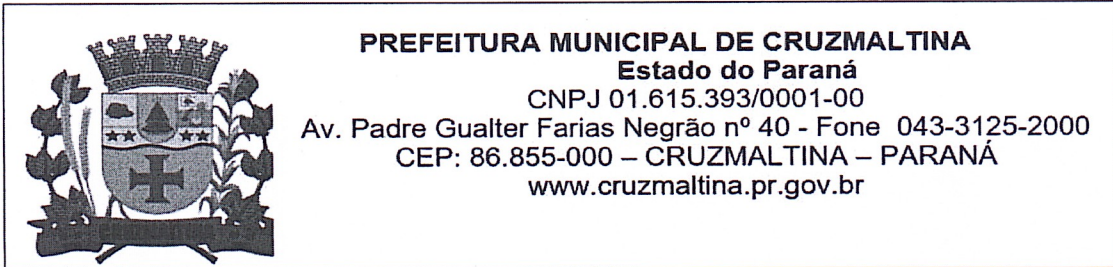 PREFEITURA MUNICIPAL DE CRUZMALTINA
Estado do Paraná
CNPJ 01.615.393/0001-00
Av. Padre Gualter Farias Negrão nº 40 - Fone 043-3125-2000
CEP: 86.855-000 – CRUZMALTINA – PARANÁ
www.cruzmaltina.pr.gov.br